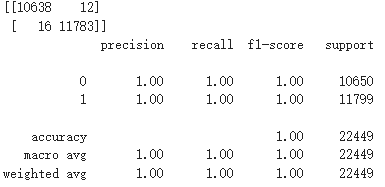 [[10638    12]
 [   16 11783]]
              precision    recall  f1-score   support

           0       1.00      1.00      1.00     10650
           1       1.00      1.00      1.00     11799

    accuracy                           1.00     22449
   macro avg       1.00      1.00      1.00     22449
weighted avg       1.00      1.00      1.00     22449